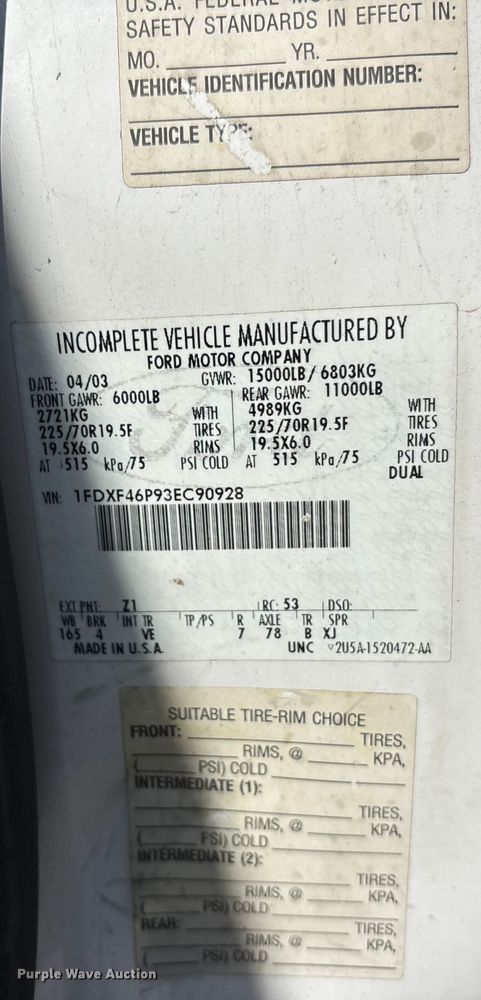 U.S.A. FEDERAL
SAFETY STANDARDS IN EFFECT IN:
MO. YR.
VEHICLE IDENTIFICATION NUMBER:
VEHICLE TYPE:
INCOMPLETE VEHICLE MANUFACTURED BY
FORD MOTOR COMPANY
DATE: 04/03 GVWR: 15000LB/ 6803KG
FRONT GAWR: 6000LB REAR GAWR: 11000LB
2721KG WITH 4989KG WITH
225/70R19.5F TIRES 225/70R19.5F TIRES
19.5X6.0 RIMS 19.5X6.0 RIMS
AT 515 kPa/75 PSI COLD AT 515 kPa/75 PSI COLD
DUAL
VIN: 1FDXF46P93EC90928
EXT PNT: Z1 RC: 53 DSO:
WB BRK INT TR TP/PS R AXLE TR SPR
165 4 VE 7 78 B XJ
MADE IN U.S.A. UNC 2U5A-1520472-AA
SUITABLE TIRE-RIM CHOICE
FRONT: TIRES,
RIMS, @ KPA,
( PSI) COLD
INTERMEDIATE (1):
TIRES,
RIMS, @ KPA,
( PSI) COLD
INTERMEDIATE (2):
TIRES,
RIMS, @ KPA,
( PSI) COLD
REAR: TIRES,
RIMS, @ KPA,
( PSI) COLD
Purple Wave Auction